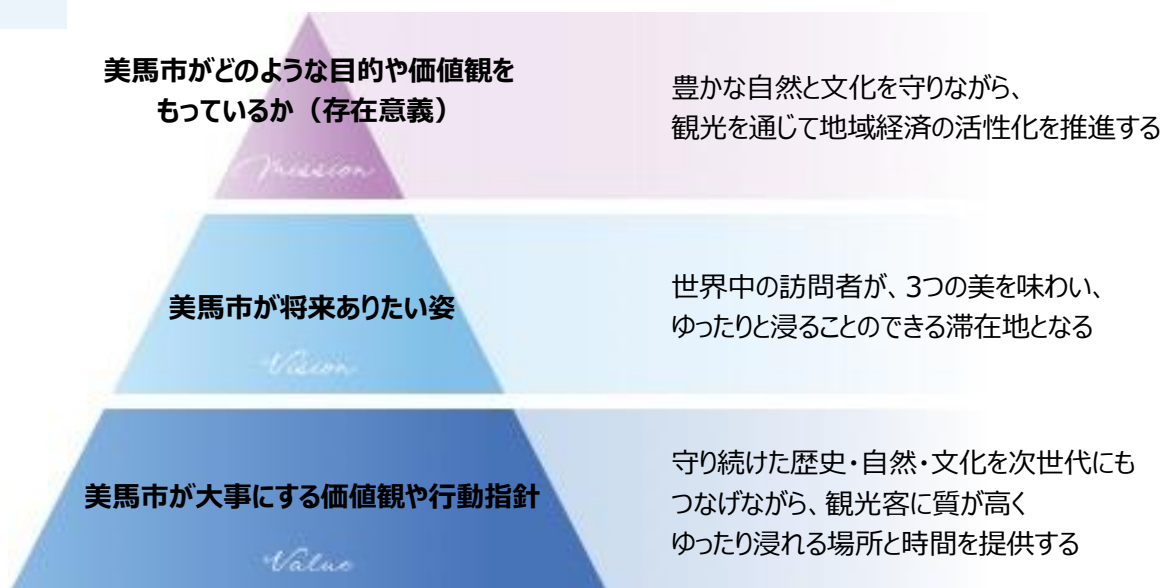 美馬市がどのような目的や価値観を
もっているか（存在意義）
Mission
豊かな自然と文化を守りながら、
観光を通じて地域経済の活性化を推進する
美馬市が将来ありたい姿
Vision
世界中の訪問者が、3つの美を味わい、
ゆったりと浸ることのできる滞在地となる
美馬市が大事にする価値観や行動指針
Value
守り続けた歴史・自然・文化を次世代にも
つなげながら、観光客に質が高く
ゆったり浸れる場所と時間を提供する